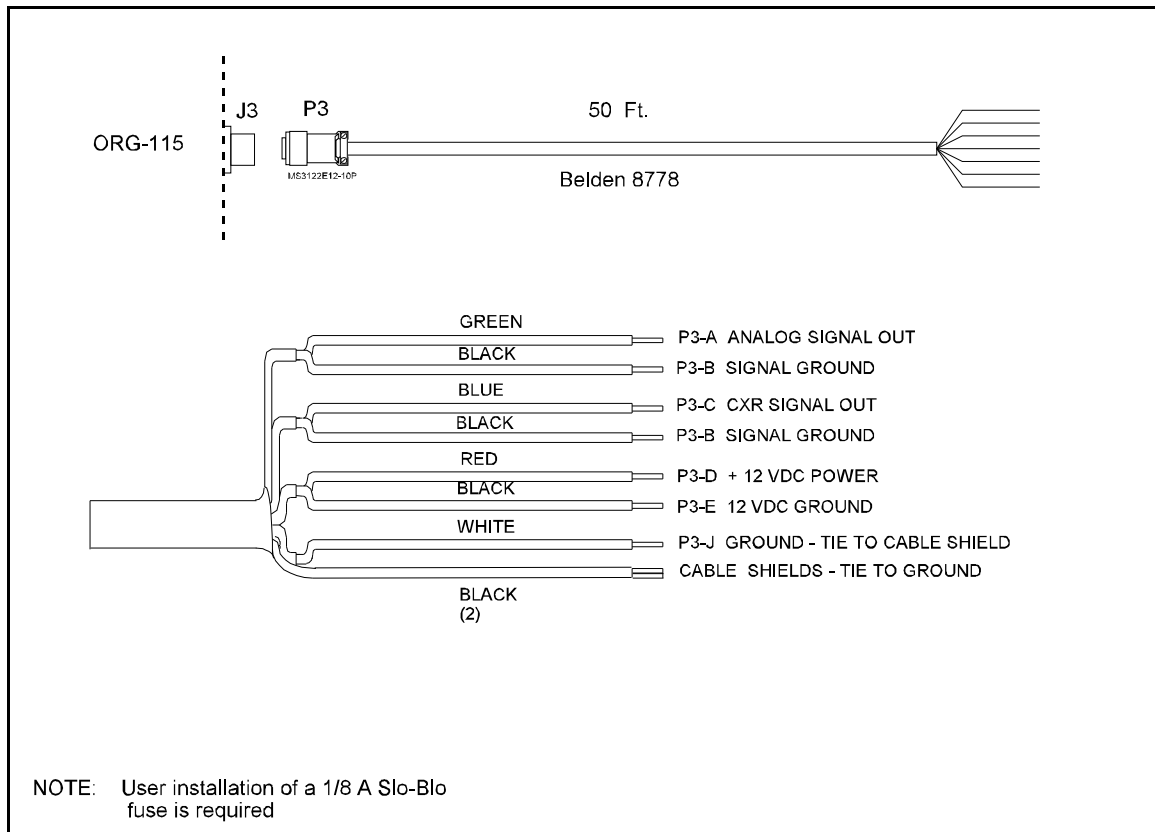 J3
P3
50 Ft.
ORG-115
MS3122E12-10P
Belden 8778
GREEN
P3-A ANALOG SIGNAL OUT
BLACK
P3-B SIGNAL GROUND
BLUE
P3-C CXR SIGNAL OUT
BLACK
P3-B SIGNAL GROUND
RED
P3-D + 12 VDC POWER
BLACK
P3-E 12 VDC GROUND
WHITE
P3-J GROUND - TIE TO CABLE SHIELD
CABLE SHIELDS - TIE TO GROUND
BLACK
(2)
NOTE: User installation of a 1/8 A Slo-Blo
fuse is required